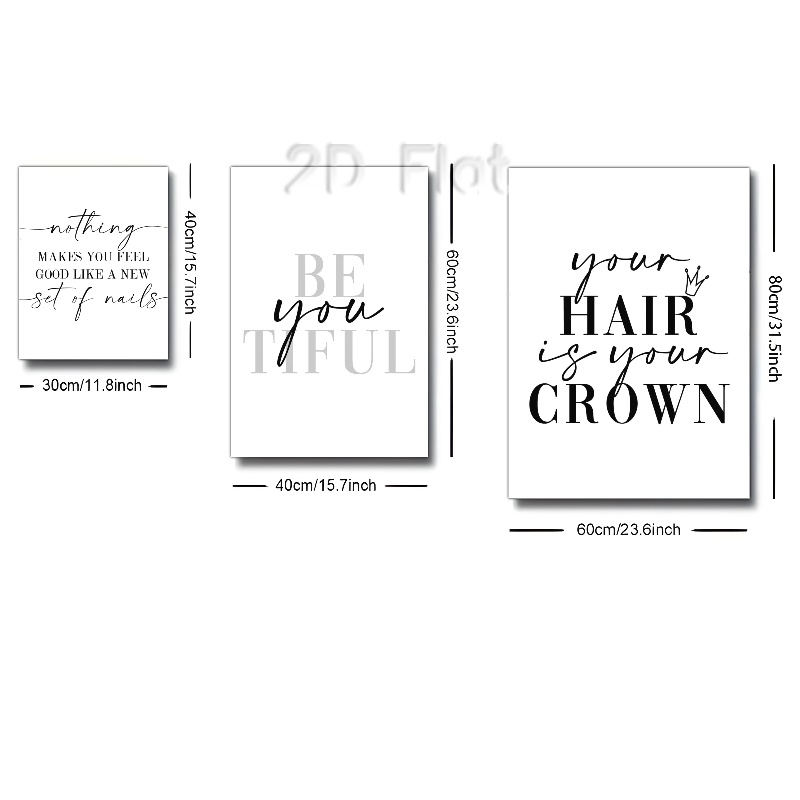 2D Flat
nothing
MAKES YOU FEEL
GOOD LIKE A NEW
set of nails
40cm/15.7inch
30cm/11.8inch
BE
you
TIFUL
60cm/23.6inch
40cm/15.7inch
your
HAIR
is your
CROWN
80cm/31.5inch
60cm/23.6inch